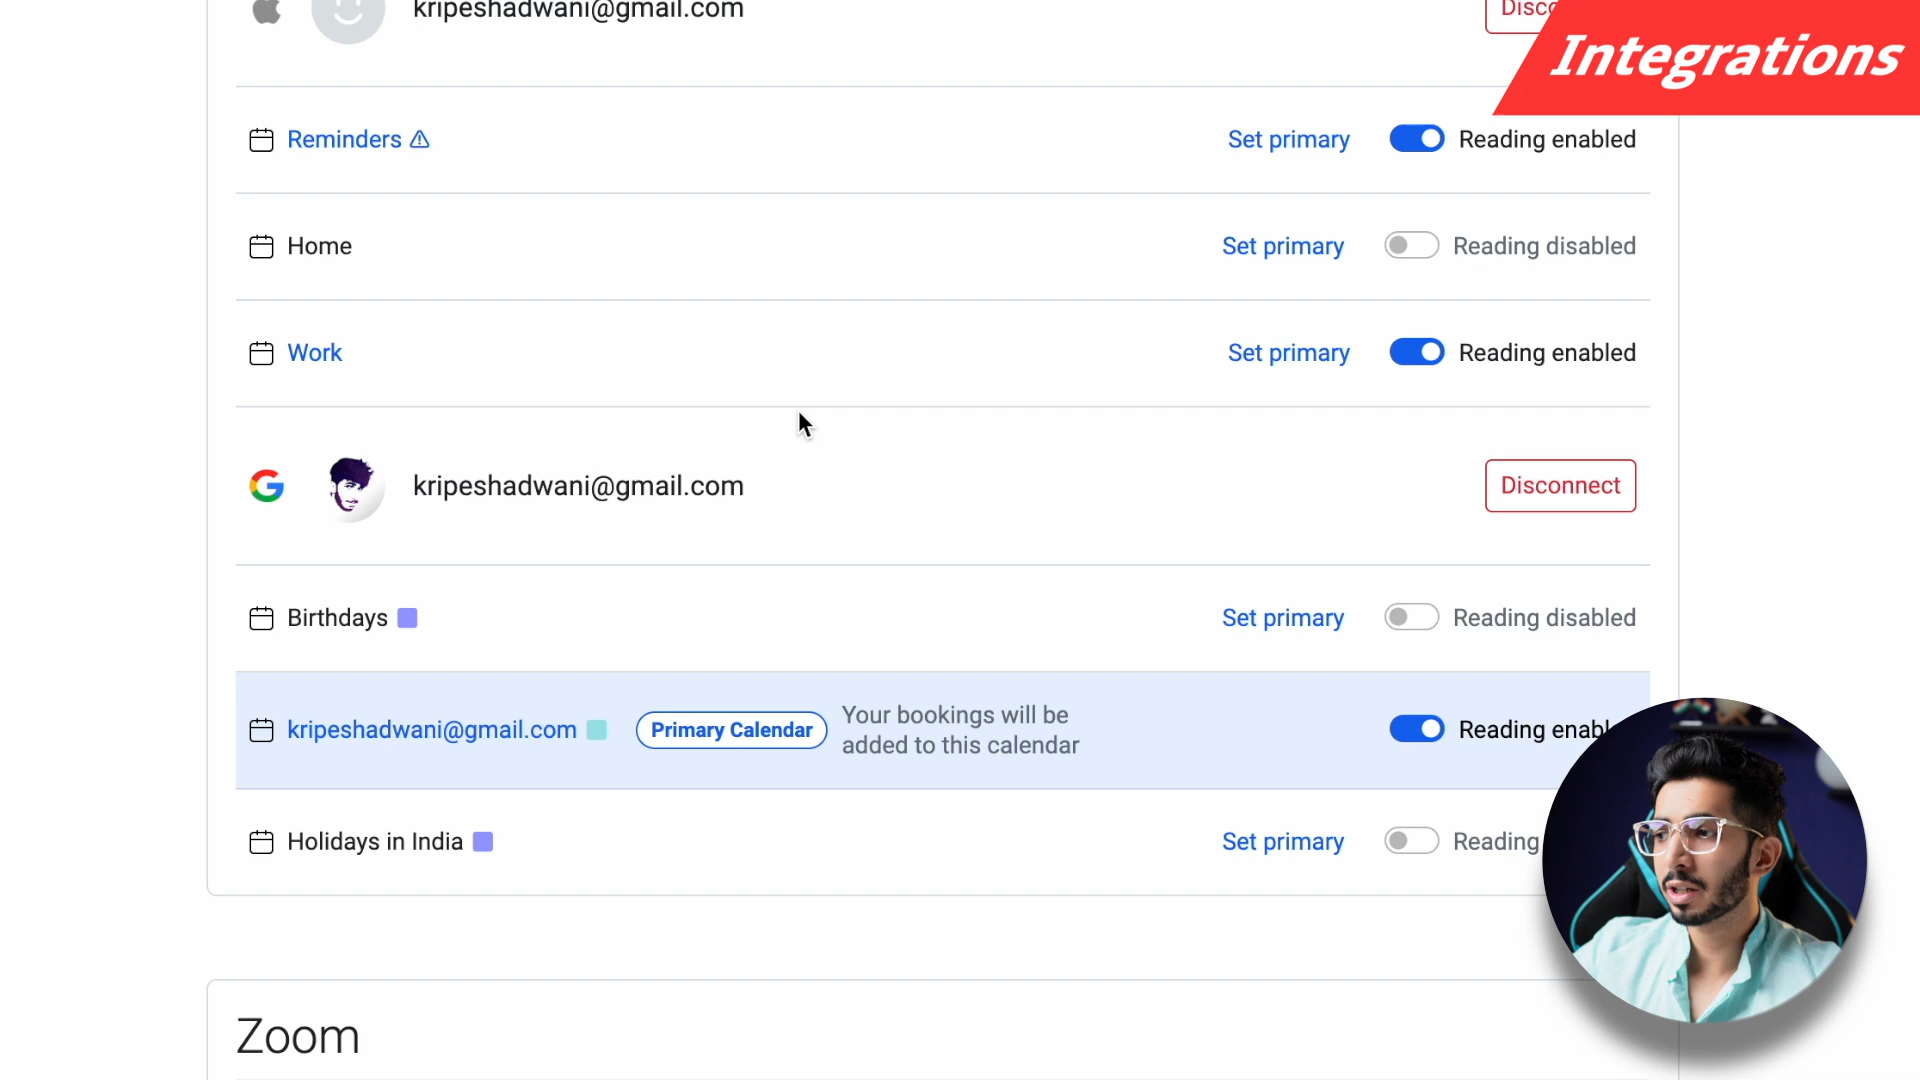 kripeshadwani@gmail.com
Integrations
Reminders Set primary Reading enabled
Home Set primary Reading disabled
Work Set primary Reading enabled
kripeshadwani@gmail.com Disconnect
Birthdays Set primary Reading disabled
kripeshadwani@gmail.com Primary Calendar Your bookings will be
added to this calendar
Reading
Holidays in India Set primary Reading
Zoom